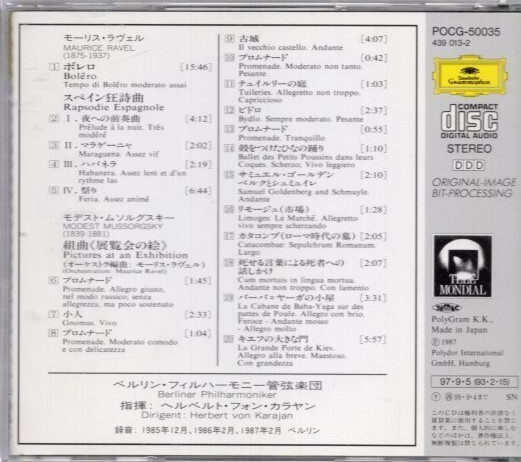 モーリス・ラヴェル
MAURICE RAVEL
(1875-1937)
1 ボレロ [15:46]
Boléro
Tempo di Boléro moderato assai
スペイン狂詩曲
Rapsodie Espagnole
2 I. 夜への前奏曲 [4:12]
Prélude à la nuit. Très
modéré
3 II. マラゲーニャ [2:02]
Maraguena. Assez vif
4 III. ハバネラ [2:19]
Habanera. Assez lent et d'un
rythme las
5 IV. 祭り [6:44]
Feria. Assez animé
モデスト・ムソルグスキー
MODEST MUSSORGSKY
(1839-1881)
組曲《展覧会の絵》
Pictures at an Exhibition
(オーケストラ編曲:モーリス・ラヴェル)
(Orchestration: Maurice Ravel)
6 プロムナード [1:45]
Promenade. Allegro giusto,
nel modo russico; senza
allegrezza, ma poco sostenuto
7 小人 [2:33]
Gnomus. Vivo
8 プロムナード [1:04]
Promenade. Moderato comodo
e con delicatezza
9 古城 [4:07]
Il vecchio castello. Andante
10 プロムナード [0:42]
Promenade. Moderato non tanto.
Pesante
11 テュイルリーの庭 [1:03]
Tuileries. Allegretto non troppo.
Capriccioso
12 ビドロ [2:37]
Bydlo. Sempre moderato. Pesante
13 プロムナード [0:55]
Promenade. Tranquillo
14 殻をつけたひなの踊り [1:10]
Ballet des Petits Poussins dans leurs
Coques. Scherzo; Vivo leggiero
15 サミュエル・ゴールデン [2:10]
ベルクとシュミュイレ
Samuel Goldenberg and Schmuyle.
Andante
16 リモージュ(市場) [1:28]
Limoges: Le Marché. Allegretto
vivo sempre scherzando
17 カタコンブ(ローマ時代の墓) [2:05]
Catacombae: Sepulchrum Romanum.
Largo
18 死せる言葉による死者への [2:07]
話しかけ
Cum mortuis in lingua mortua.
Andante non troppo. Con lamento
19 バーバ=ヤーガの小屋 [3:31]
La Cabane de Baba-Yaga sur des
pattes de Poule. Allegro con brio.
Feroce - Andante mosso
- Allegro molto
20 キエフの大きな門 [5:57]
La Grande Porte de Kiev.
Allegro alla breve. Maestoso.
Con grandezza
ベルリン・フィルハーモニー管弦楽団
Berliner Philharmoniker
指揮:ヘルベルト・フォン・カラヤン
Dirigent: Herbert von Karajan
録音:1985年12月、1986年2月、1987年2月 ベルリン
POCG-50035
439 013-2
Deutsche
Grammophon
COMPACT
disc
DIGITAL AUDIO
STEREO
DDD
ORIGINAL-IMAGE
BIT-PROCESSING
TELE
MONDIAL
PolyGram K.K.
Made in Japan
Ⓟ 1987
Polydor International
GmbH, Hamburg
97・9・5 (93・2・15)